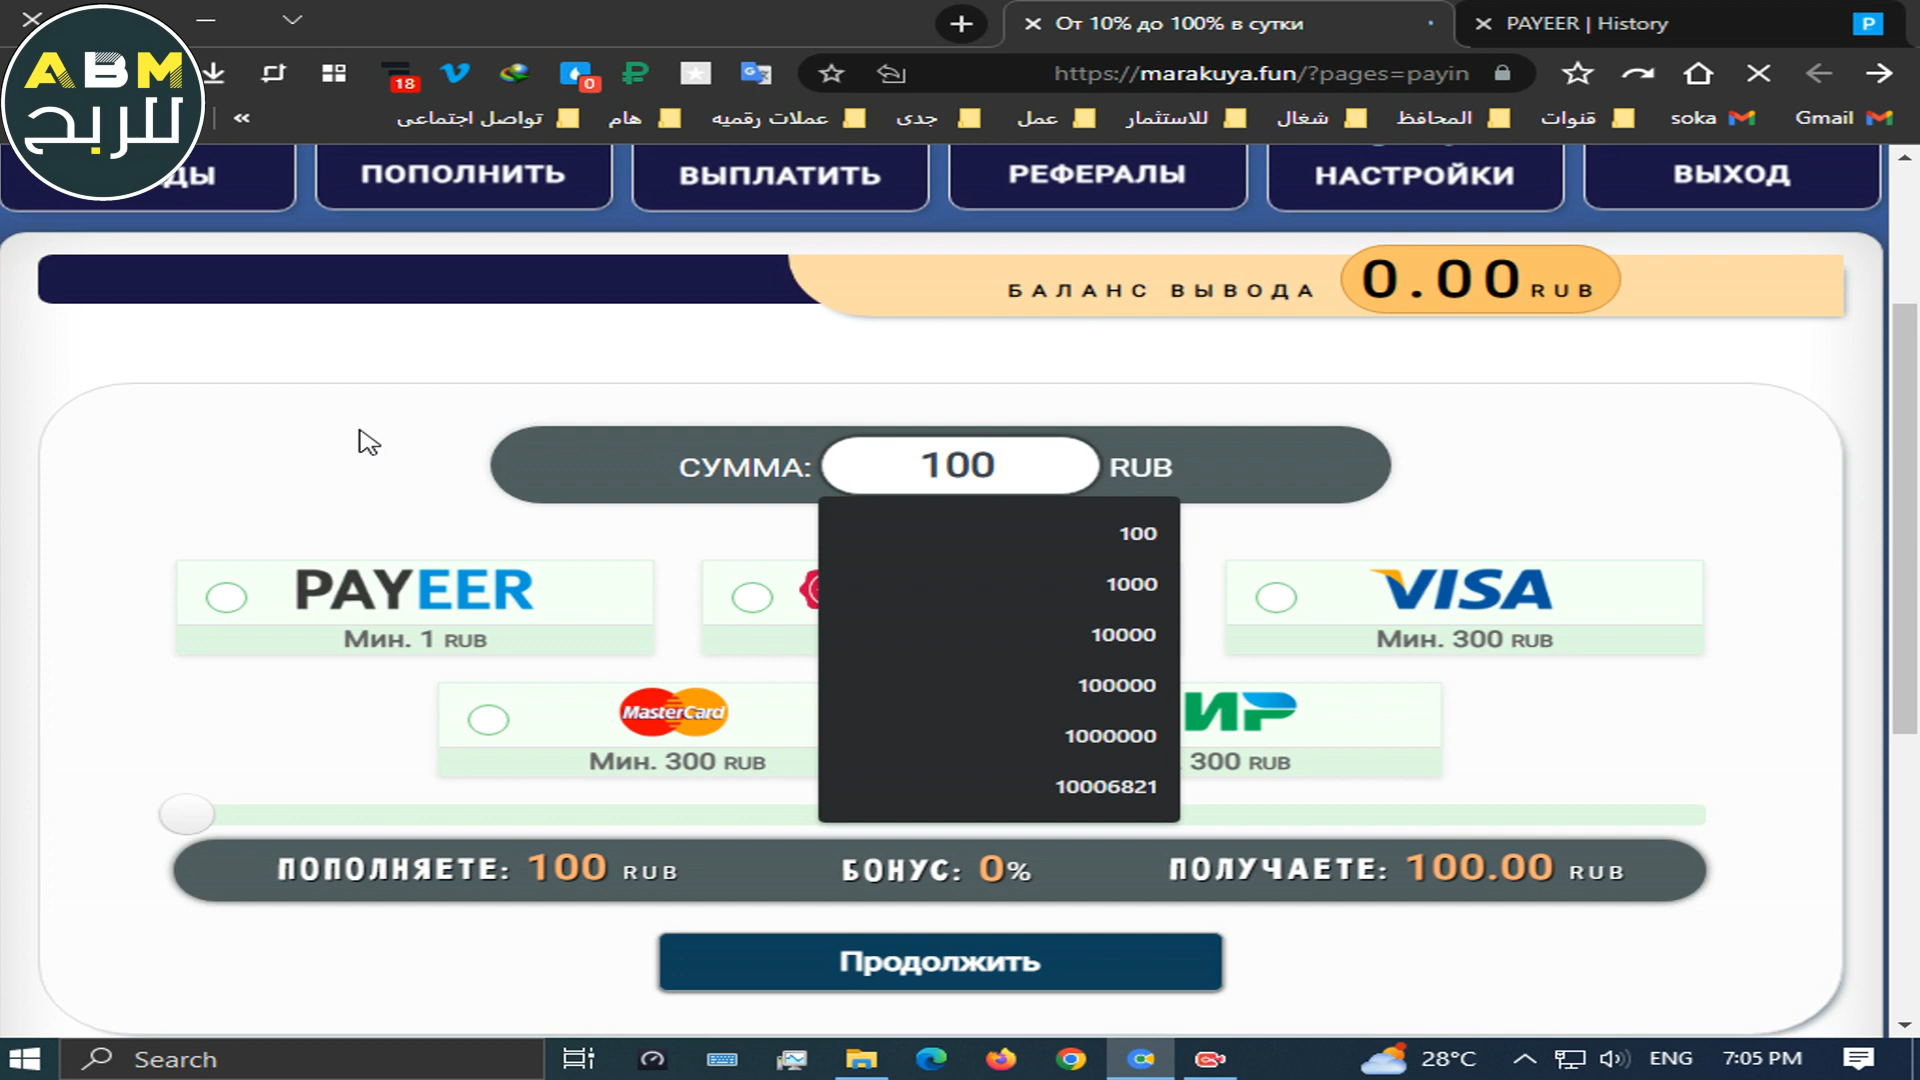 От 10% до 100% в сутки
PAYEER | History
P
ABM
للربح
18
0
https://marakuya.fun/?pages=payin
«
تواصل اجتماعى
هام
عملات رقميه
جدى
عمل
للاستثمار
شغال
المحافظ
قنوات
soka
Gmail
ДЫ
ПОПОЛНИТЬ
ВЫПЛАТИТЬ
РЕФЕРАЛЫ
НАСТРОЙКИ
ВЫХОД
БАЛАНС ВЫВОДА 0.00 RUB
СУММА: 100 RUB
100
1000
10000
100000
1000000
10006821
PAYEER
Мин. 1 RUB
VISA
Мин. 300 RUB
MasterCard
Мин. 300 RUB
ИР
300 RUB
ПОПОЛНЯЕТЕ: 100 RUB
БОНУС: 0%
ПОЛУЧАЕТЕ: 100.00 RUB
Продолжить
Search
28°C
ENG
7:05 PM